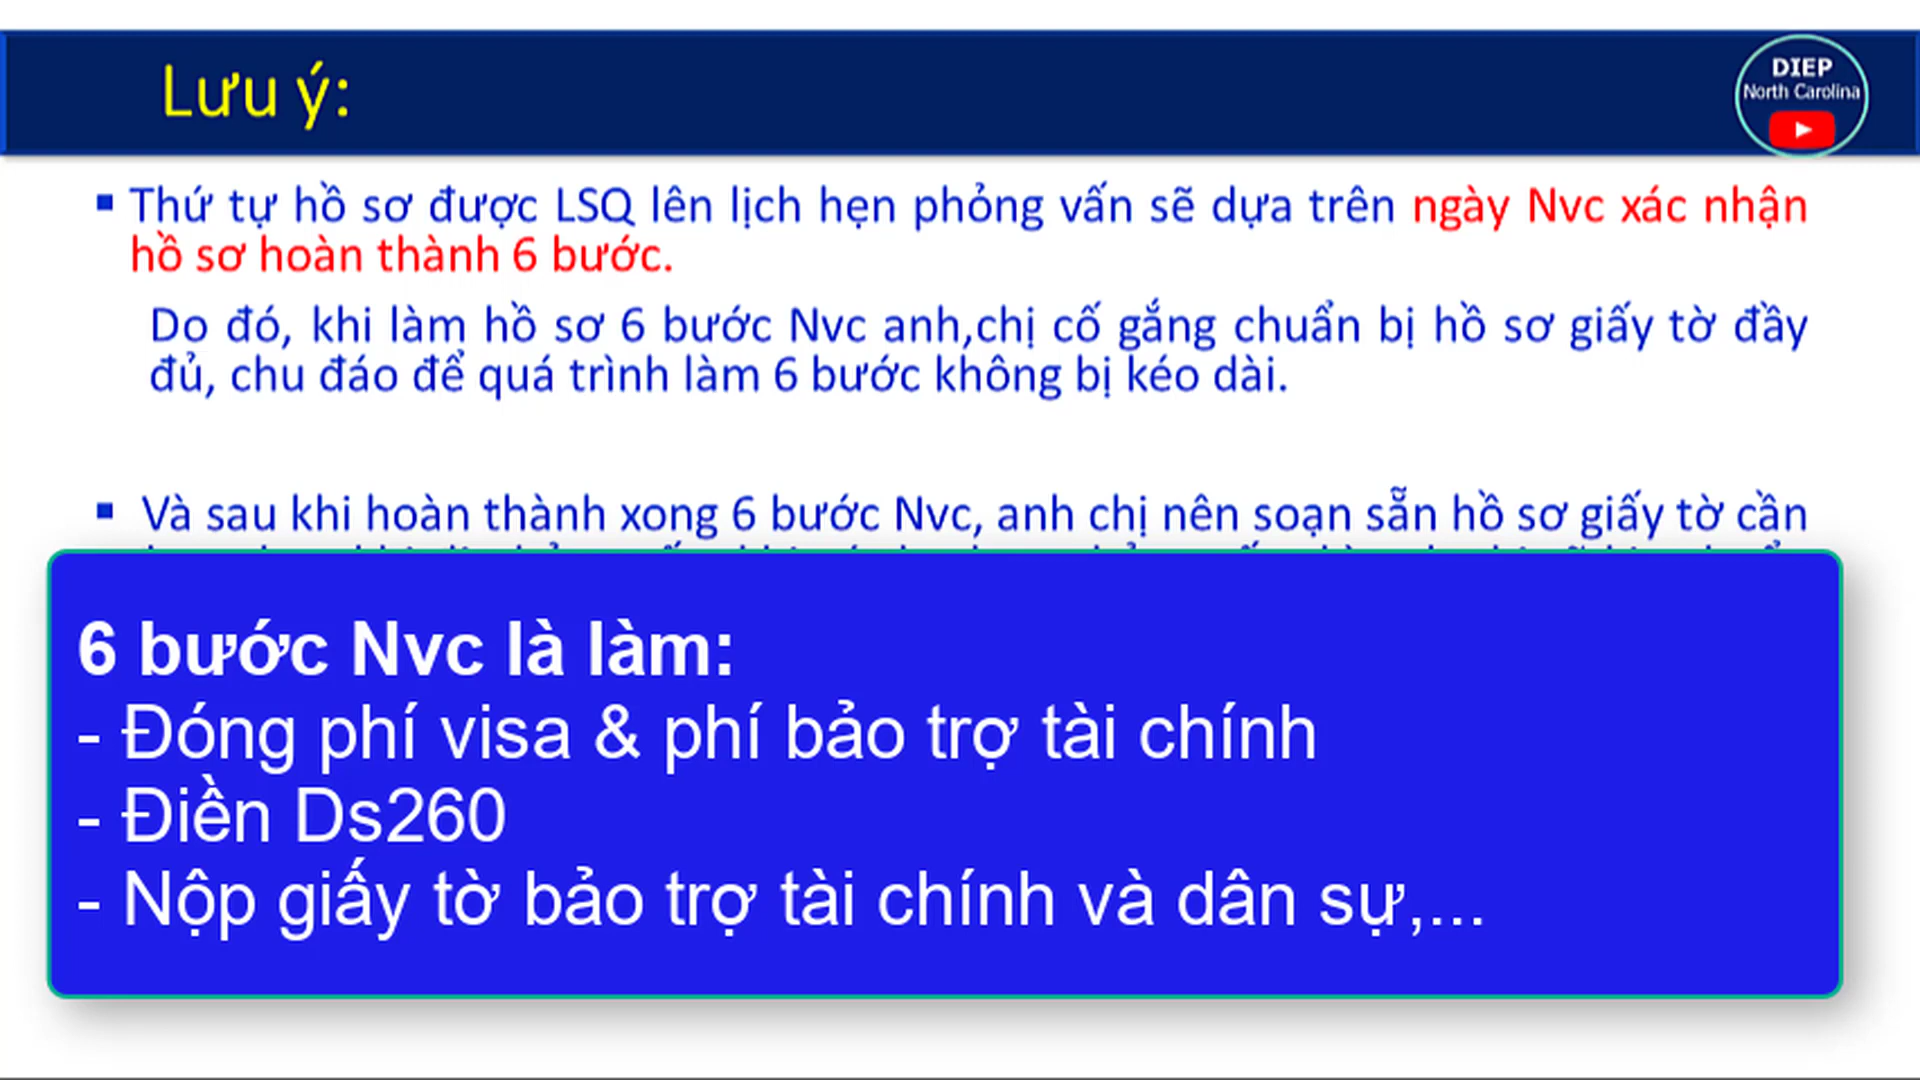 Lưu ý:
DIEP
North Carolina
▪ Thứ tự hồ sơ được LSQ lên lịch hẹn phỏng vấn sẽ dựa trên ngày Nvc xác nhận
hồ sơ hoàn thành 6 bước.
Do đó, khi làm hồ sơ 6 bước Nvc anh,chị cố gắng chuẩn bị hồ sơ giấy tờ đầy
đủ, chu đáo để quá trình làm 6 bước không bị kéo dài.
▪ Và sau khi hoàn thành xong 6 bước Nvc, anh chị nên soạn sẵn hồ sơ giấy tờ cần
6 bước Nvc là làm:
- Đóng phí visa & phí bảo trợ tài chính
- Điền Ds260
- Nộp giấy tờ bảo trợ tài chính và dân sự,...